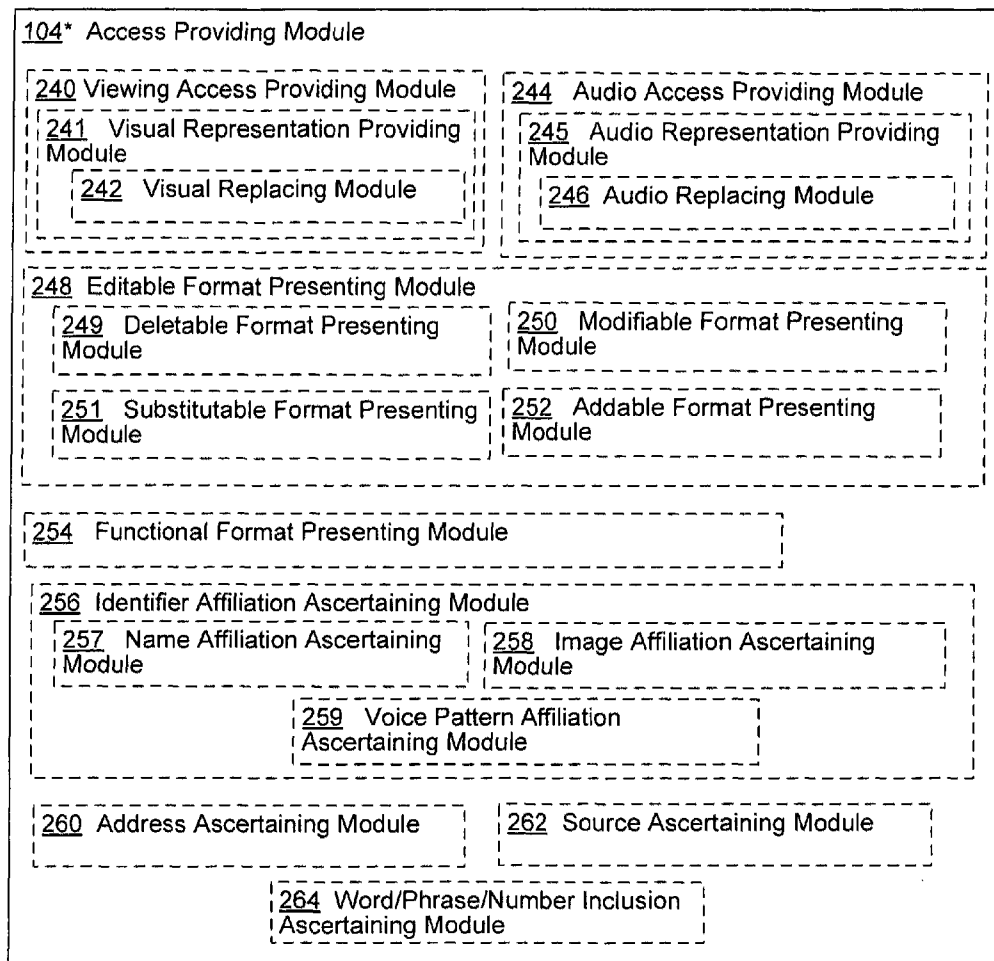 104* Access Providing Module
240 Viewing Access Providing Module
241 Visual Representation Providing
Module
242 Visual Replacing Module
244 Audio Access Providing Module
245 Audio Representation Providing
Module
246 Audio Replacing Module
248 Editable Format Presenting Module
249 Deletable Format Presenting
Module
250 Modifiable Format Presenting
Module
251 Substitutable Format Presenting
Module
252 Addable Format Presenting
Module
254 Functional Format Presenting Module
256 Identifier Affiliation Ascertaining Module
257 Name Affiliation Ascertaining
Module
258 Image Affiliation Ascertaining
Module
259 Voice Pattern Affiliation
Ascertaining Module
260 Address Ascertaining Module
262 Source Ascertaining Module
264 Word/Phrase/Number Inclusion
Ascertaining Module